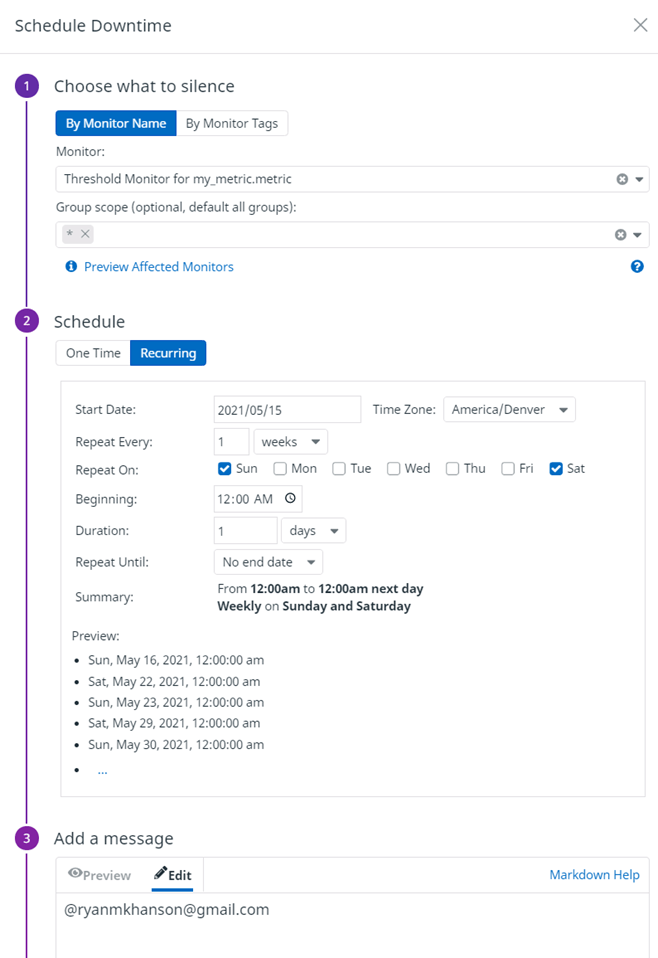 Schedule Downtime
1 Choose what to silence
By Monitor Name By Monitor Tags
Monitor:
Threshold Monitor for my_metric.metric
Group scope (optional, default all groups):
*
Preview Affected Monitors
2 Schedule
One Time Recurring
Start Date: 2021/05/15 Time Zone: America/Denver
Repeat Every: 1 weeks
Repeat On: Sun Mon Tue Wed Thu Fri Sat
Beginning: 12:00 AM
Duration: 1 days
Repeat Until: No end date
Summary: From 12:00am to 12:00am next day
Weekly on Sunday and Saturday
Preview:
• Sun, May 16, 2021, 12:00:00 am
• Sat, May 22, 2021, 12:00:00 am
• Sun, May 23, 2021, 12:00:00 am
• Sat, May 29, 2021, 12:00:00 am
• Sun, May 30, 2021, 12:00:00 am
• ...
3 Add a message
Preview Edit Markdown Help
@ryanmkhanson@gmail.com